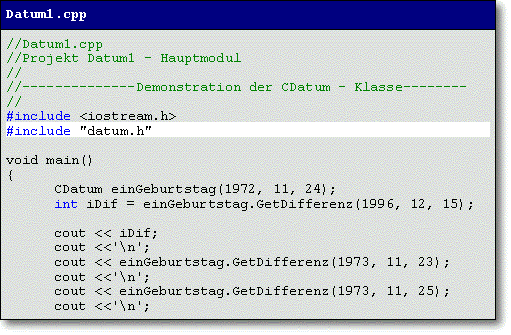 Datum1.cpp
//Datum1.cpp
//Projekt Datum1 - Hauptmodul
//
//--------------Demonstration der CDatum - Klasse--------
//
#include <iostream.h>
#include "datum.h"
void main()
{
CDatum einGeburtstag(1972, 11, 24);
int iDif = einGeburtstag.GetDifferenz(1996, 12, 15);
cout << iDif;
cout <<'\n';
cout << einGeburtstag.GetDifferenz(1973, 11, 23);
cout <<'\n';
cout << einGeburtstag.GetDifferenz(1973, 11, 25);
cout <<'\n';